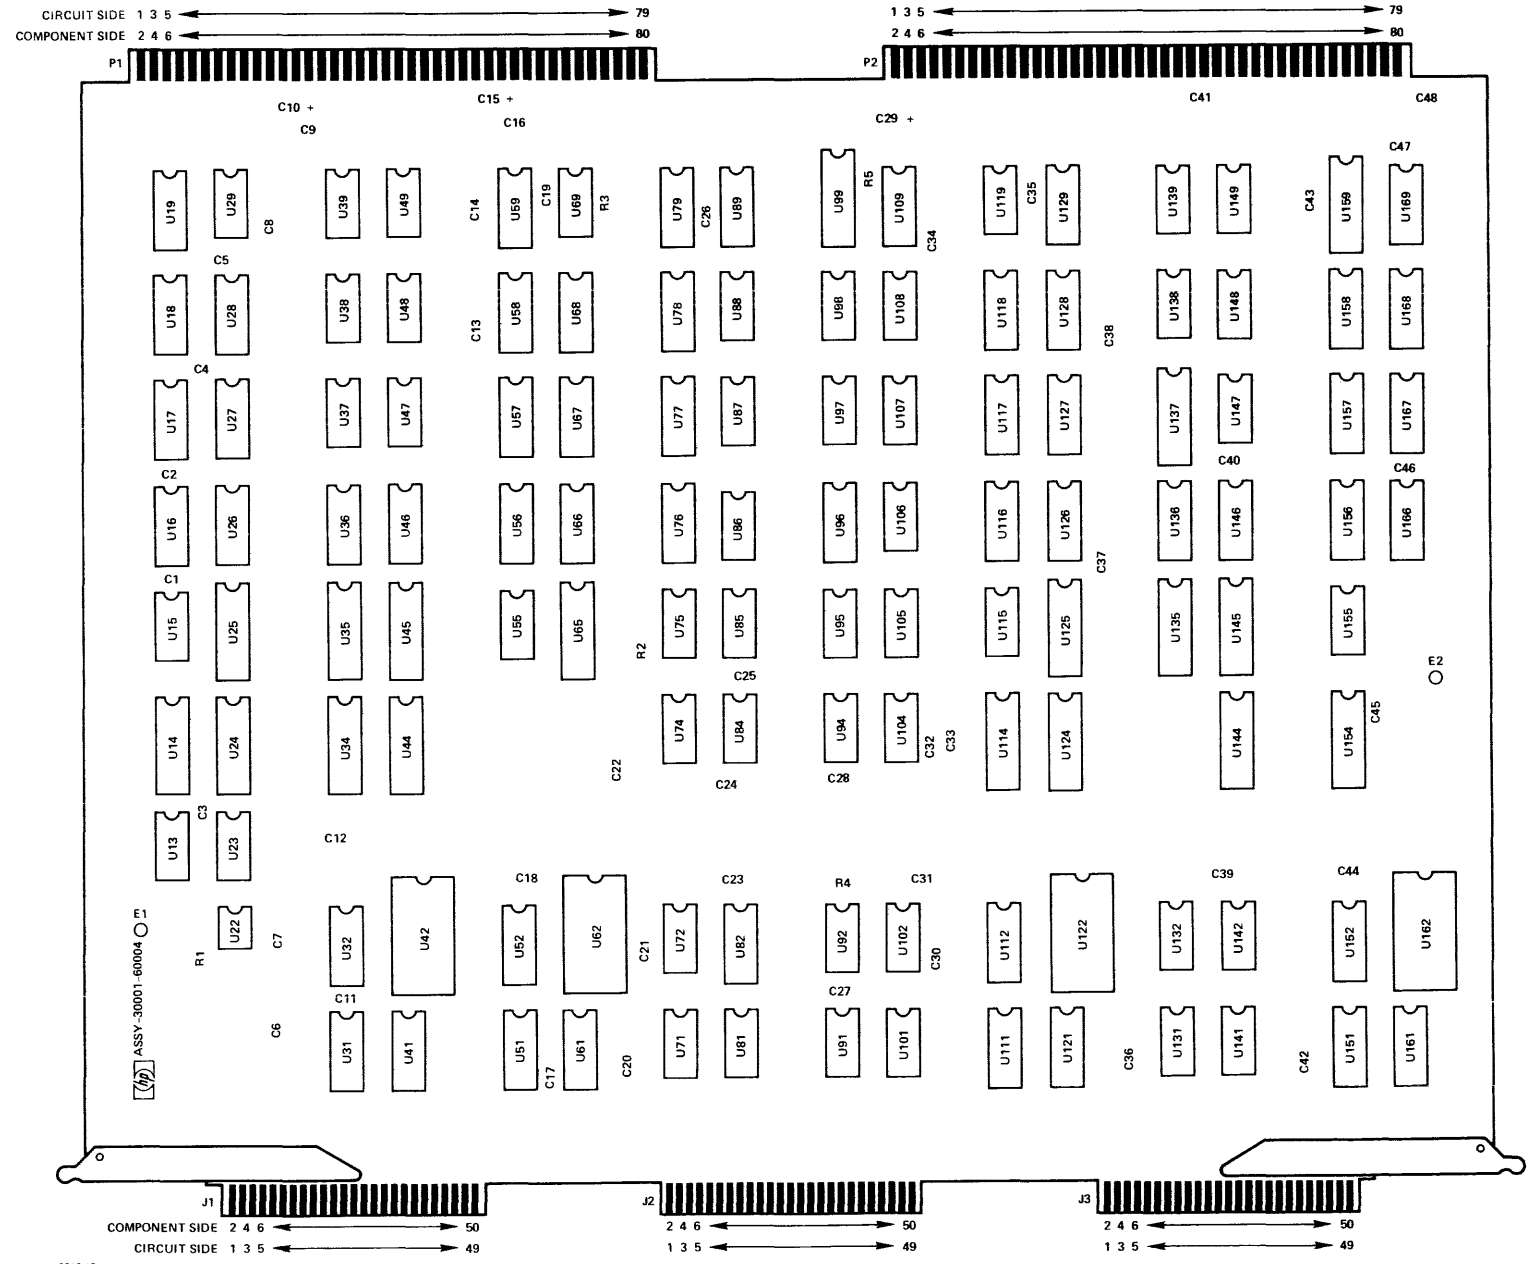 CIRCUIT SIDE 1 3 5 79
COMPONENT SIDE 2 4 6 80
1 3 5 79
2 4 6 80
P1
P2
C10 +
C9
C15 +
C16
C29 +
C41
C48
C47
U19
U29
C8
U39
U49
C14
U59
C19
U69
R3
U79
C26
U89
U99
R5
U109
C34
U119
C35
U129
U139
U149
C43
U159
U169
C5
U18
U28
U38
U48
C13
U58
U68
U78
U88
U98
U108
U118
U128
C38
U138
U148
U158
U168
C4
U17
U27
U37
U47
U57
U67
U77
U87
U97
U107
U117
U127
U137
U147
U157
U167
C2
C40
C46
U16
U26
U36
U46
U56
U66
U76
U86
U96
U106
U116
U126
C37
U136
U146
U156
U166
C1
U15
U25
U35
U45
U55
U65
R2
U75
U85
U95
U105
U115
U125
U135
U145
U155
E2
C25
U14
U24
U34
U44
C22
U74
U84
U94
U104
C32
C33
U114
U124
U144
U154
C45
C24
C28
C3
U13
U23
C12
C18
C23
R4
C31
C39
C44
E1
R1
U22
C7
U32
U42
U52
U62
C21
U72
U82
U92
U102
C30
U112
U122
U132
U142
U152
U162
C11
C27
hp ASSY-30001-60004
C6
U31
U41
U51
C17
U61
C20
U71
U81
U91
U101
U111
U121
C36
U131
U141
C42
U151
U161
J1
J2
J3
COMPONENT SIDE 2 4 6 50
CIRCUIT SIDE 1 3 5 49
2 4 6 50
1 3 5 49
2 4 6 50
1 3 5 49